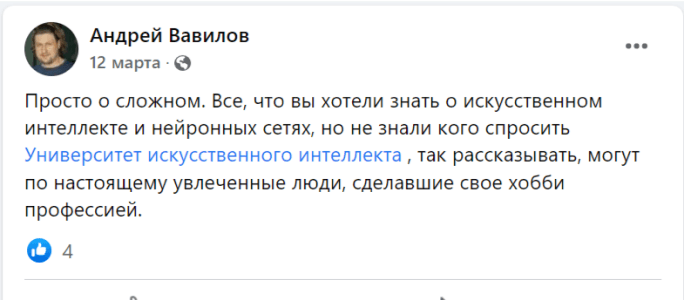 Андрей Вавилов
12 марта ·
Просто о сложном. Все, что вы хотели знать о искусственном
интеллекте и нейронных сетях, но не знали кого спросить
Университет искусственного интеллекта , так рассказывать, могут
по настоящему увлеченные люди, сделавшие свое хобби
профессией.
4